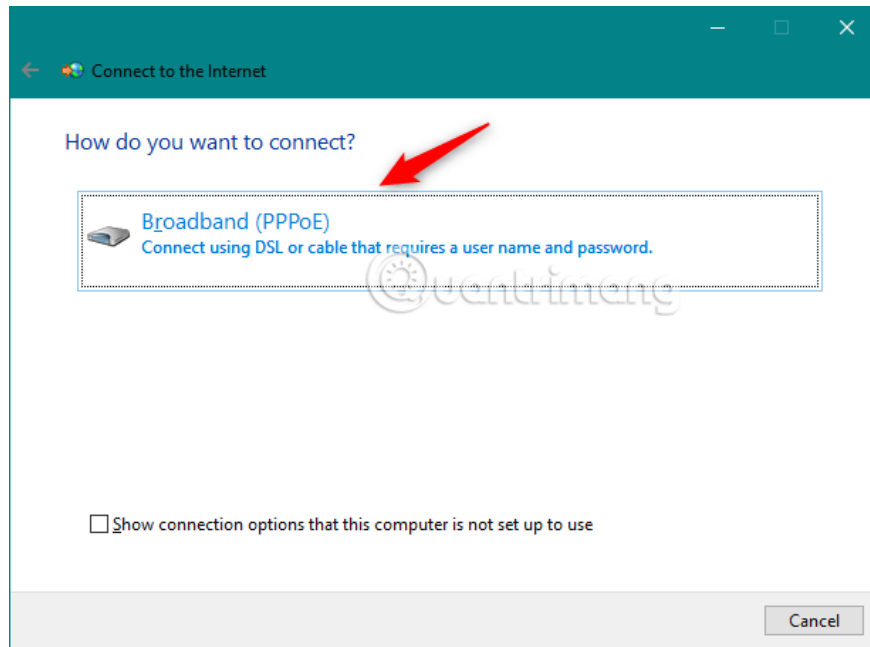 Connect to the Internet
How do you want to connect?
Broadband (PPPoE)
Connect using DSL or cable that requires a user name and password.
Quantrimang
Show connection options that this computer is not set up to use
Cancel